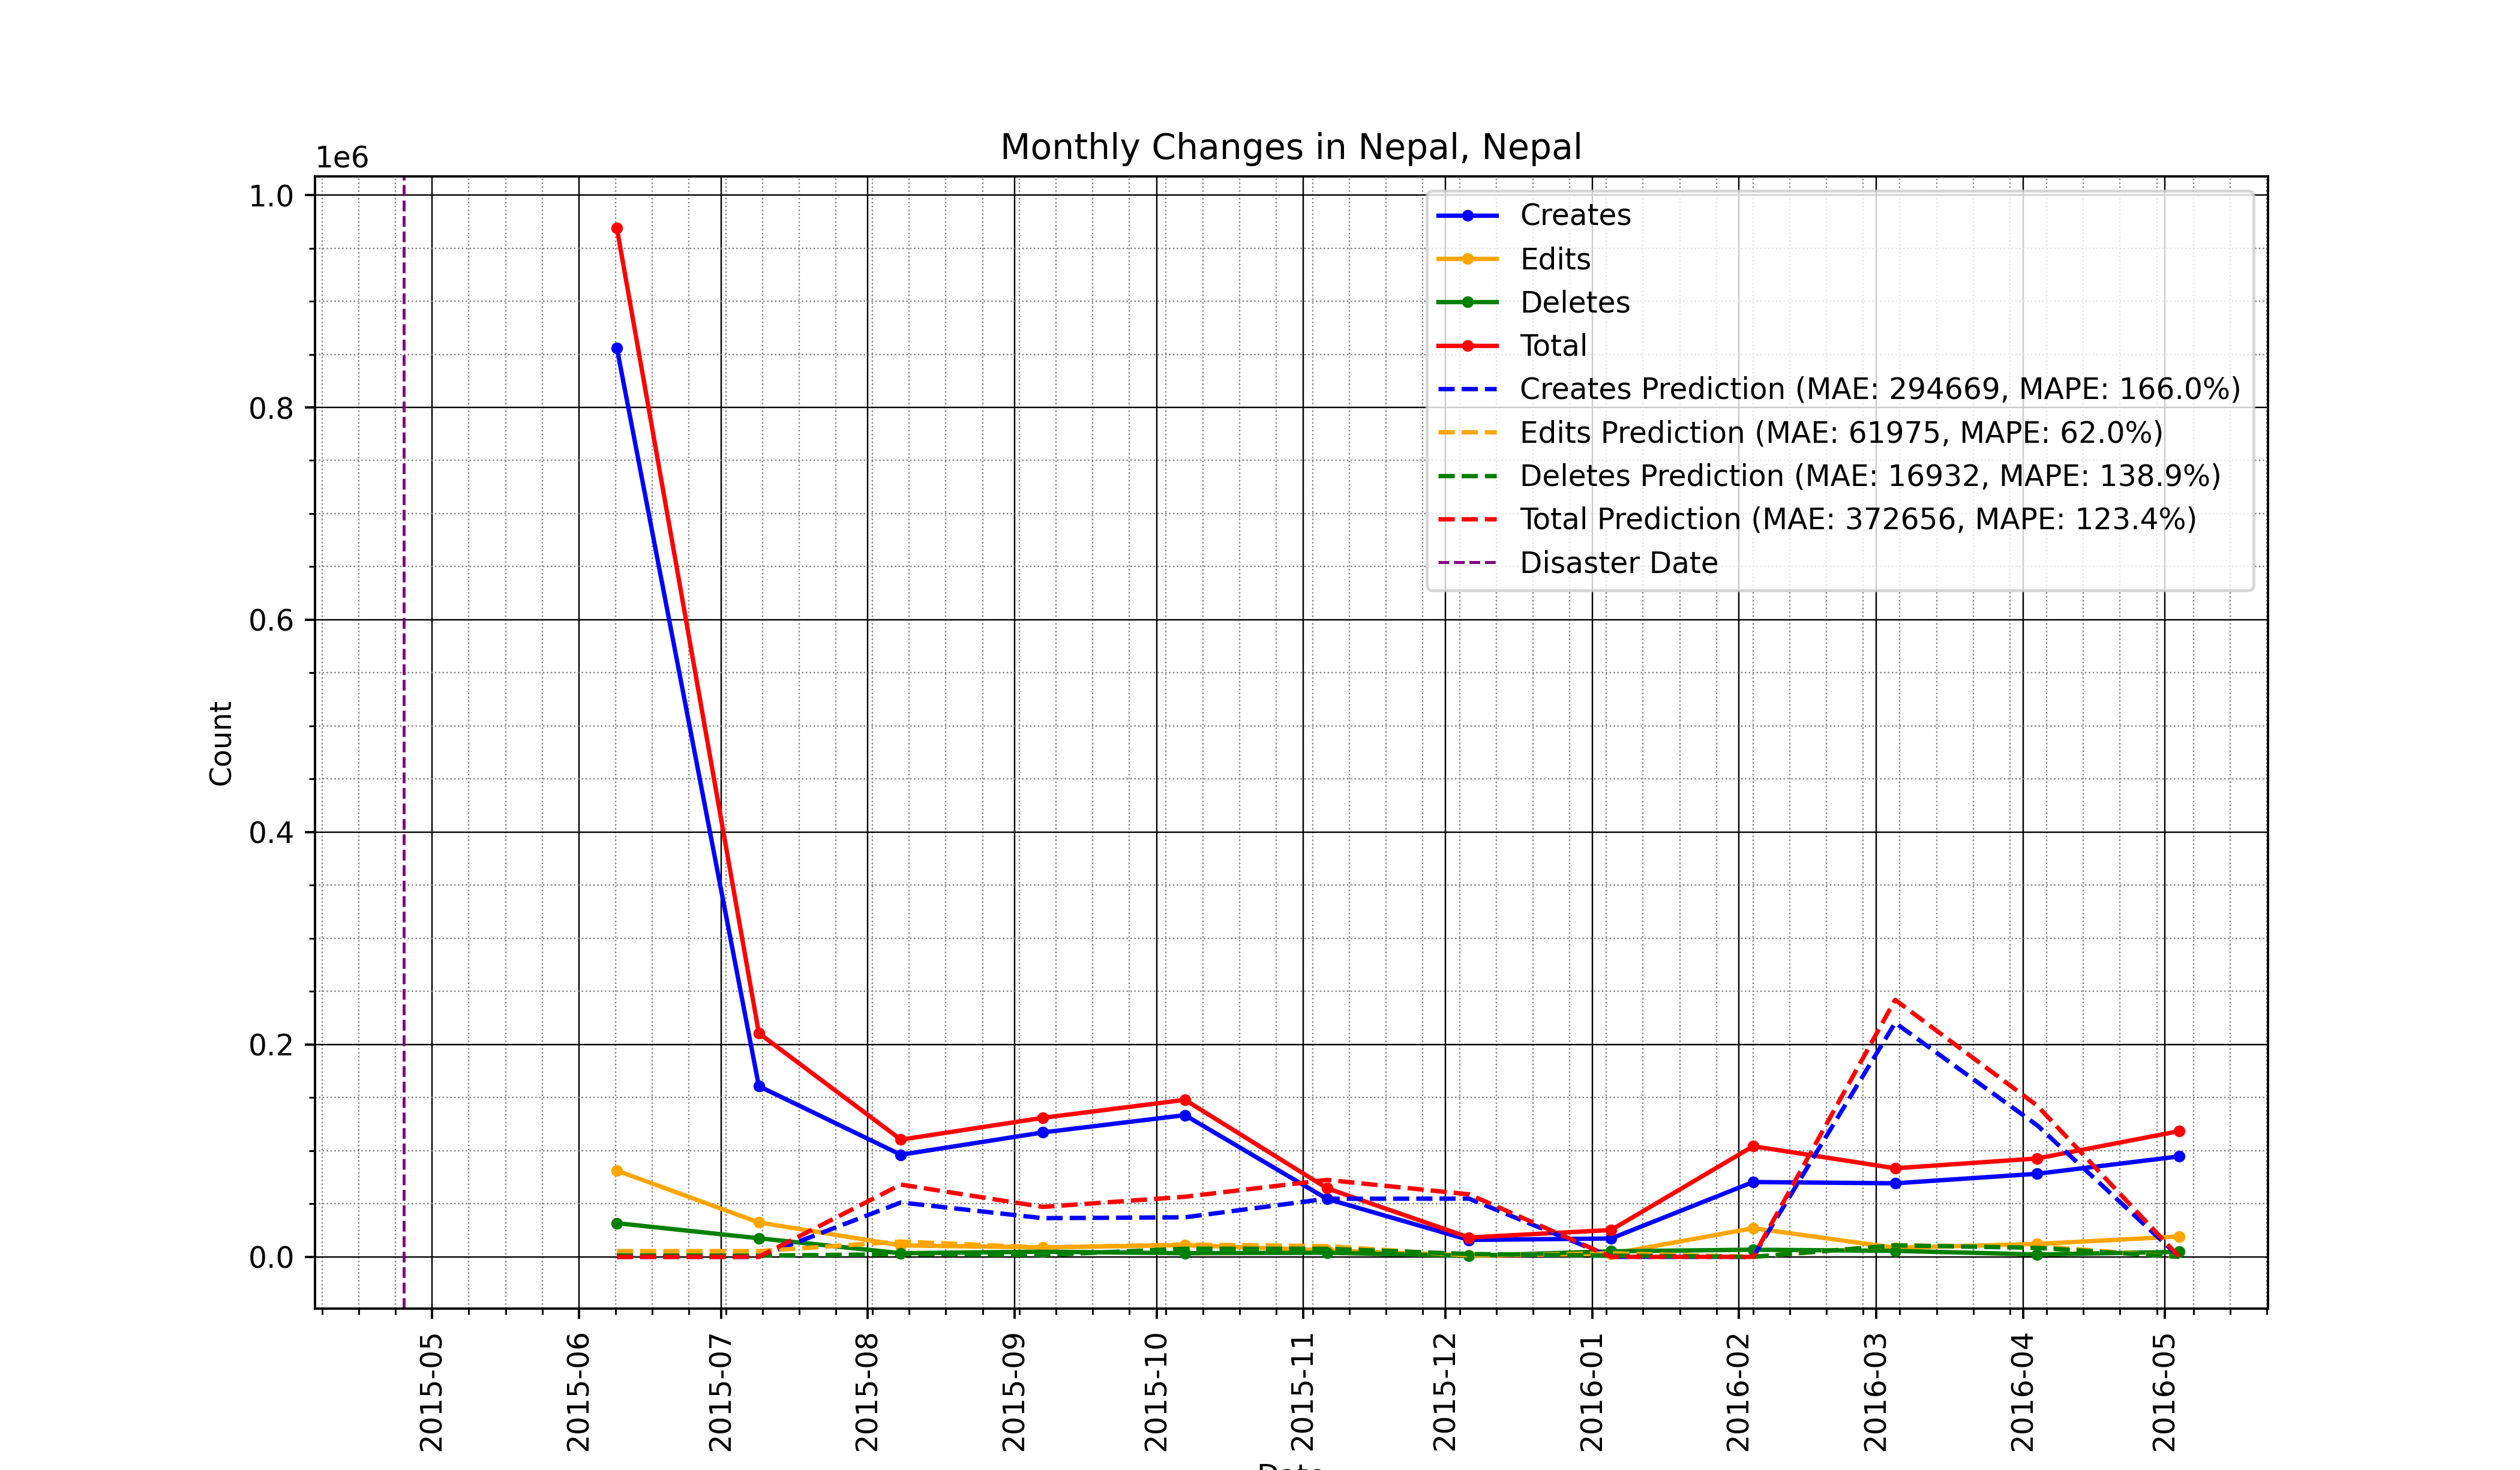 Monthly Changes in Nepal, Nepal
1e6
1.0
0.8
0.6
0.4
0.2
0.0
Count
Creates
Edits
Deletes
Total
Creates Prediction (MAE: 294669, MAPE: 166.0%)
Edits Prediction (MAE: 61975, MAPE: 62.0%)
Deletes Prediction (MAE: 16932, MAPE: 138.9%)
Total Prediction (MAE: 372656, MAPE: 123.4%)
Disaster Date
2015-05
2015-06
2015-07
2015-08
2015-09
2015-10
2015-11
2015-12
2016-01
2016-02
2016-03
2016-04
2016-05
Date